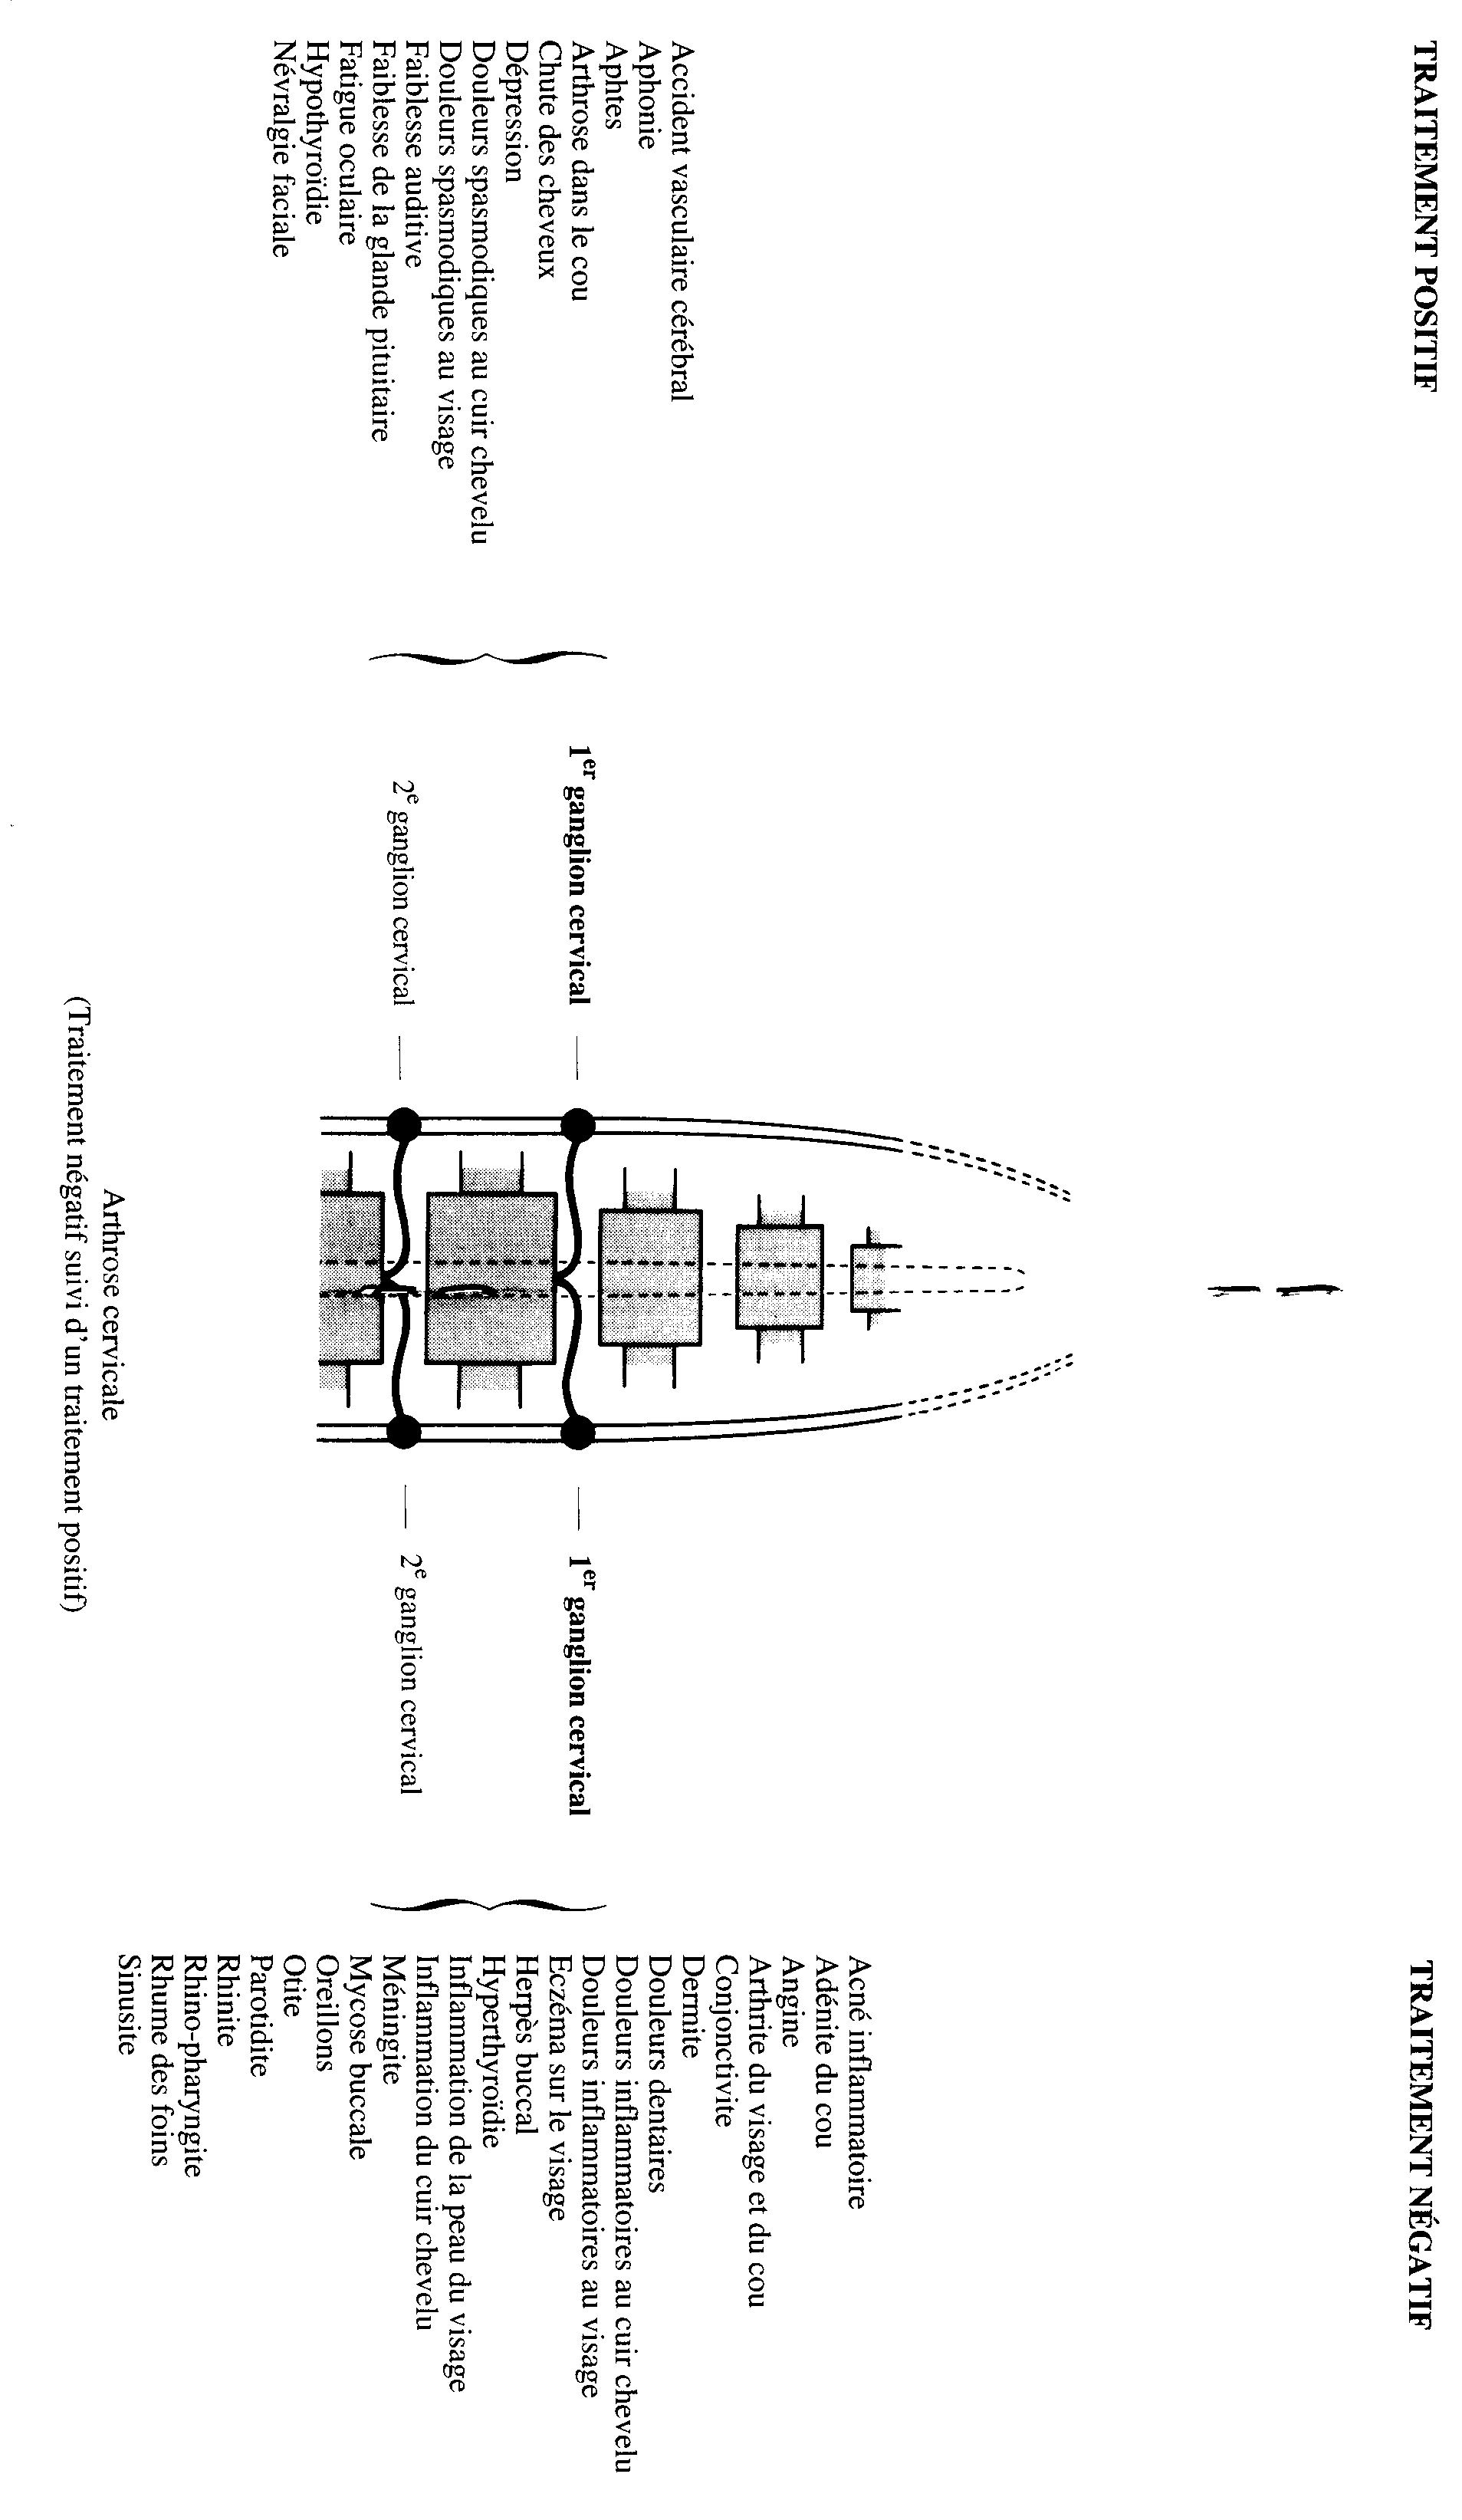 TRAITEMENT POSITIF
TRAITEMENT NÉGATIF
Accident vasculaire cérébral
Aphonie
Aphtes
Arthrose dans le cou
Chute des cheveux
Dépression
Douleurs spasmodiques au cuir chevelu
Douleurs spasmodiques au visage
Faiblesse auditive
Faiblesse de la glande pituitaire
Fatigue oculaire
Hypothyroïdie
Névralgie faciale
1er ganglion cervical
2e ganglion cervical
1er ganglion cervical
2e ganglion cervical
Acné inflammatoire
Adénite du cou
Angine
Arthrite du visage et du cou
Conjonctivite
Dermite
Douleurs dentaires
Douleurs inflammatoires au cuir chevelu
Douleurs inflammatoires au visage
Eczéma sur le visage
Herpès buccal
Hyperthyroïdie
Inflammation de la peau du visage
Inflammation du cuir chevelu
Méningite
Mycose buccale
Oreillons
Otite
Parotidite
Rhinite
Rhino-pharyngite
Rhume des foins
Sinusite
Arthrose cervicale
(Traitement négatif suivi d'un traitement positif)